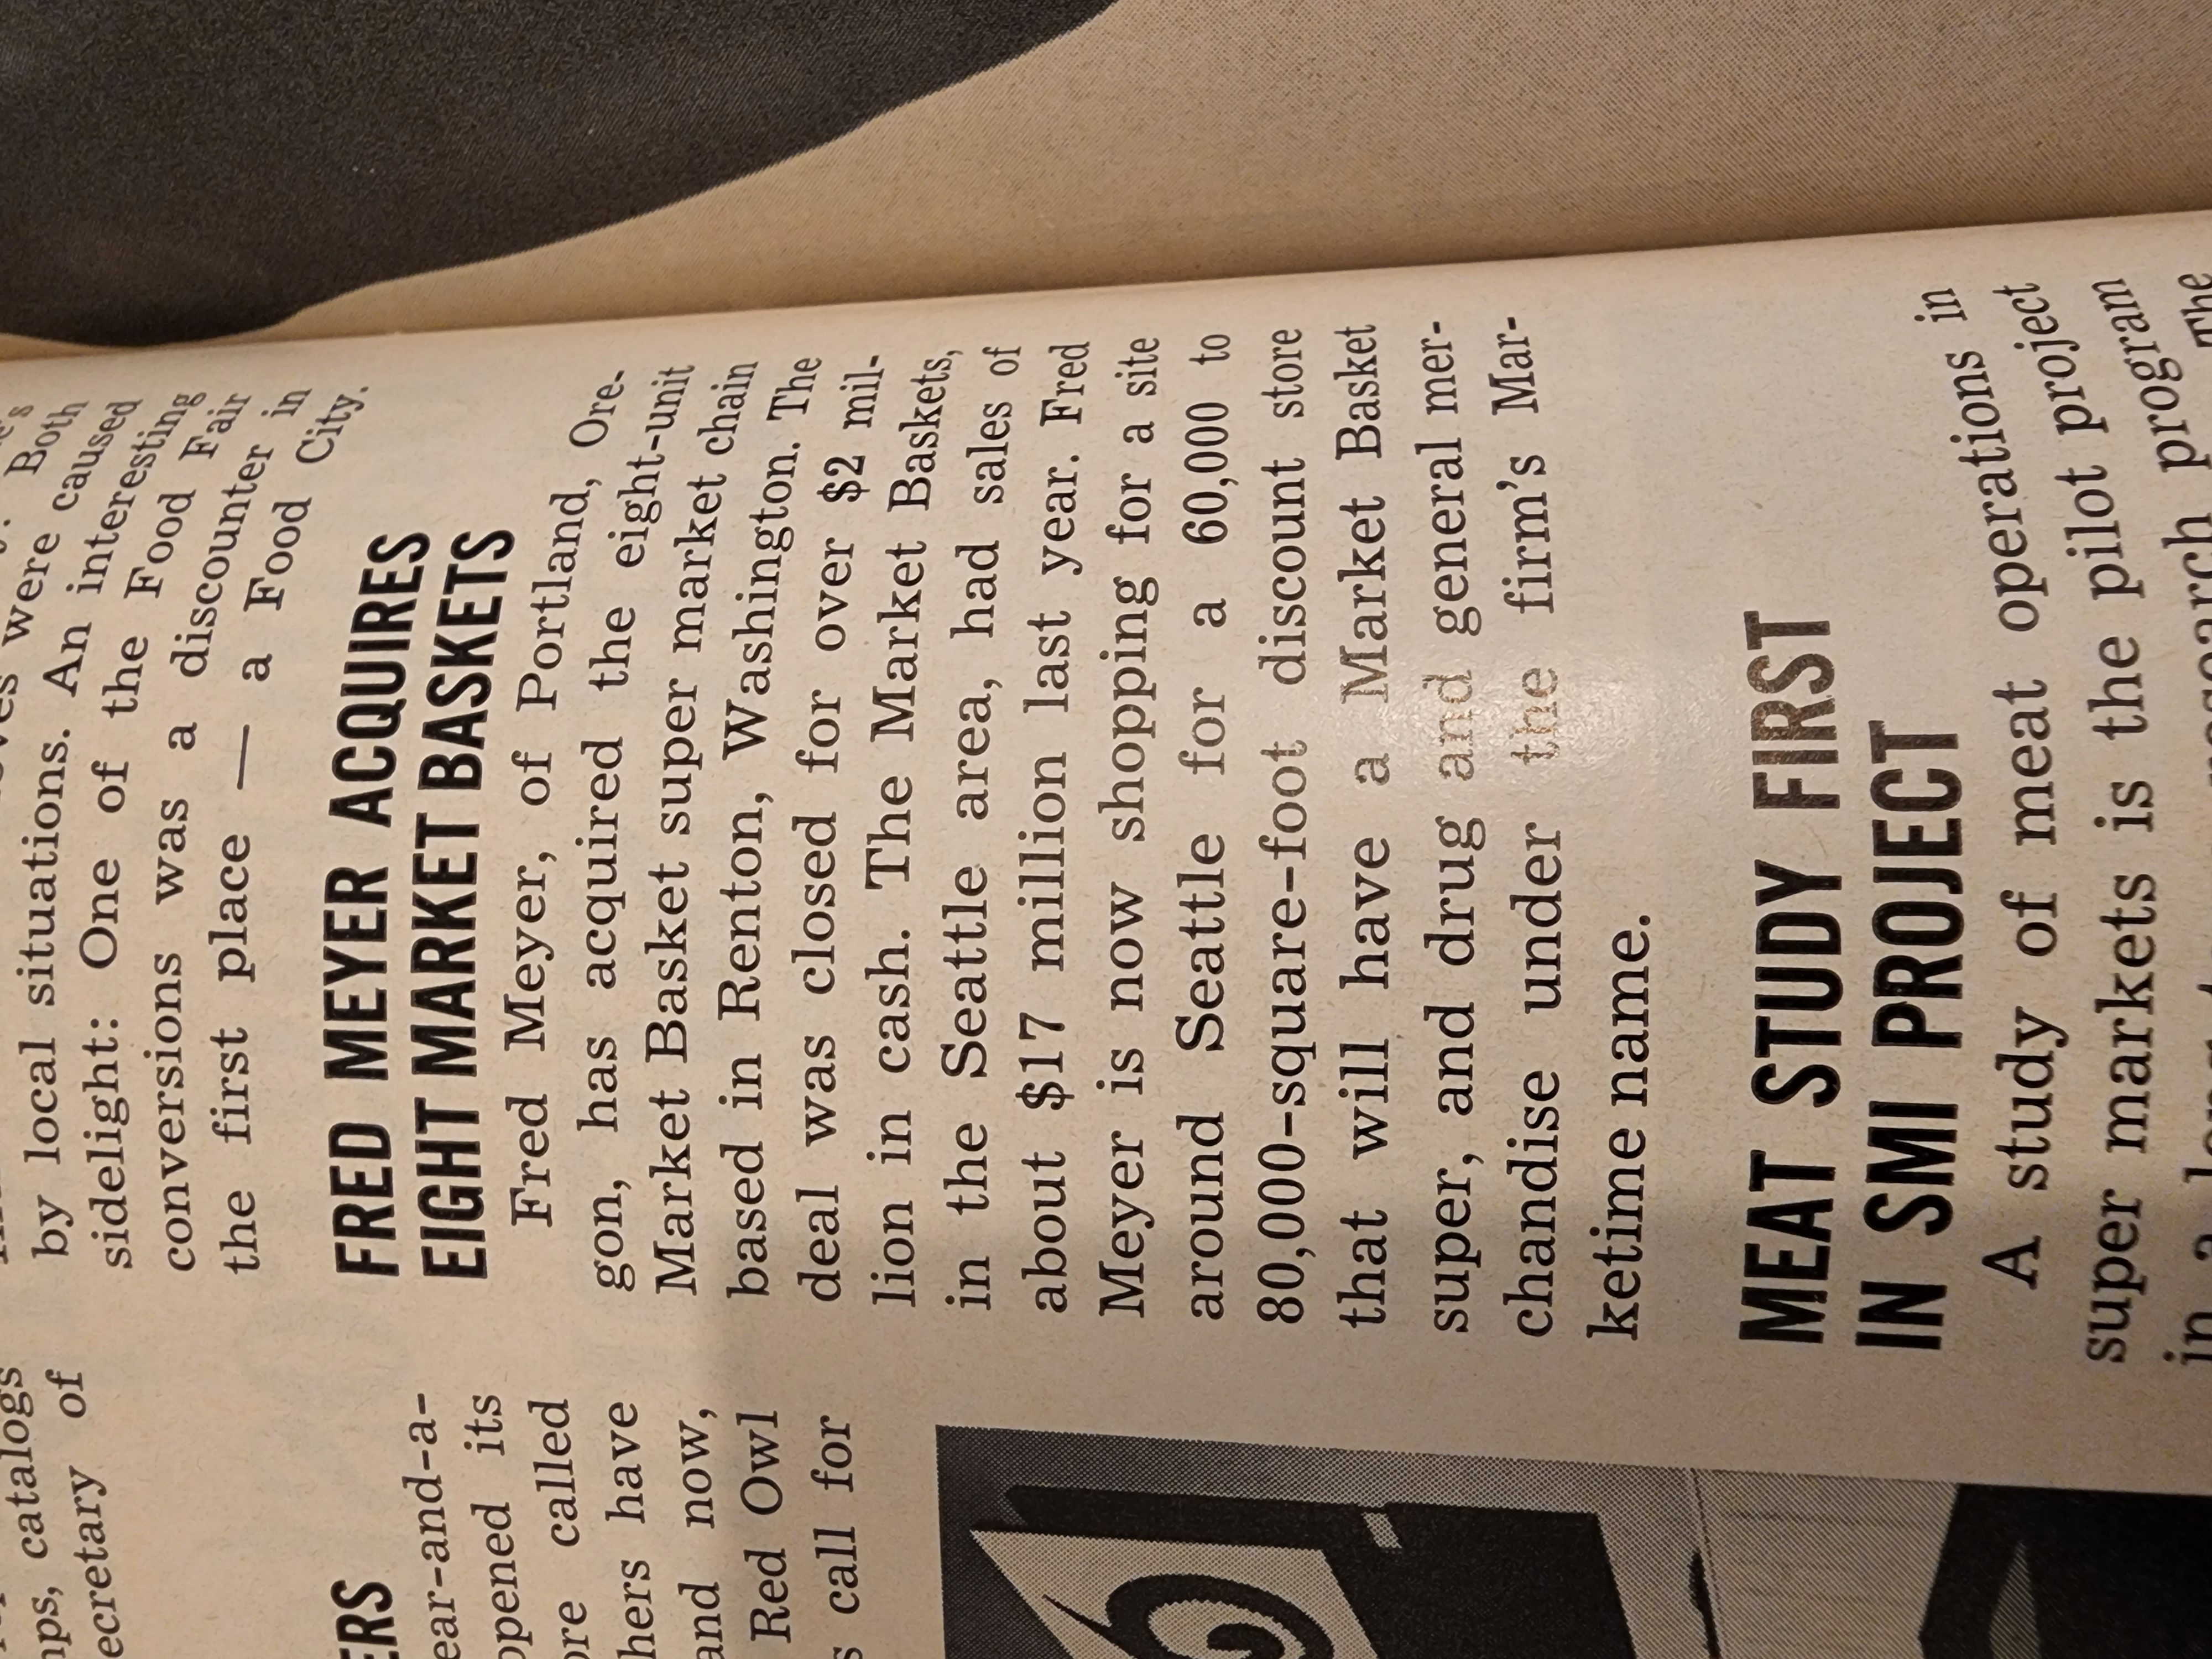 ecretary of
ps, catalogs
ERS
ear-and-a-
opened its
ore called
hers have
and now,
Red Owl
s call for
Both
were caused
by local situations. An interesting
sidelight: One of the Food Fair
conversions was a discounter in
the first place — a Food City.
FRED MEYER ACQUIRES
EIGHT MARKET BASKETS
Fred Meyer, of Portland, Ore-
gon, has acquired the eight-unit
Market Basket super market chain
based in Renton, Washington. The
deal was closed for over $2 mil-
lion in cash. The Market Baskets,
in the Seattle area, had sales of
about $17 million last year. Fred
Meyer is now shopping for a site
around Seattle for a 60,000 to
80,000-square-foot discount store
that will have a Market Basket
super, and drug and general mer-
chandise under the firm's Mar-
ketime name.
MEAT STUDY FIRST
IN SMI PROJECT
A study of meat operations in
super markets is the pilot project
in a program
The